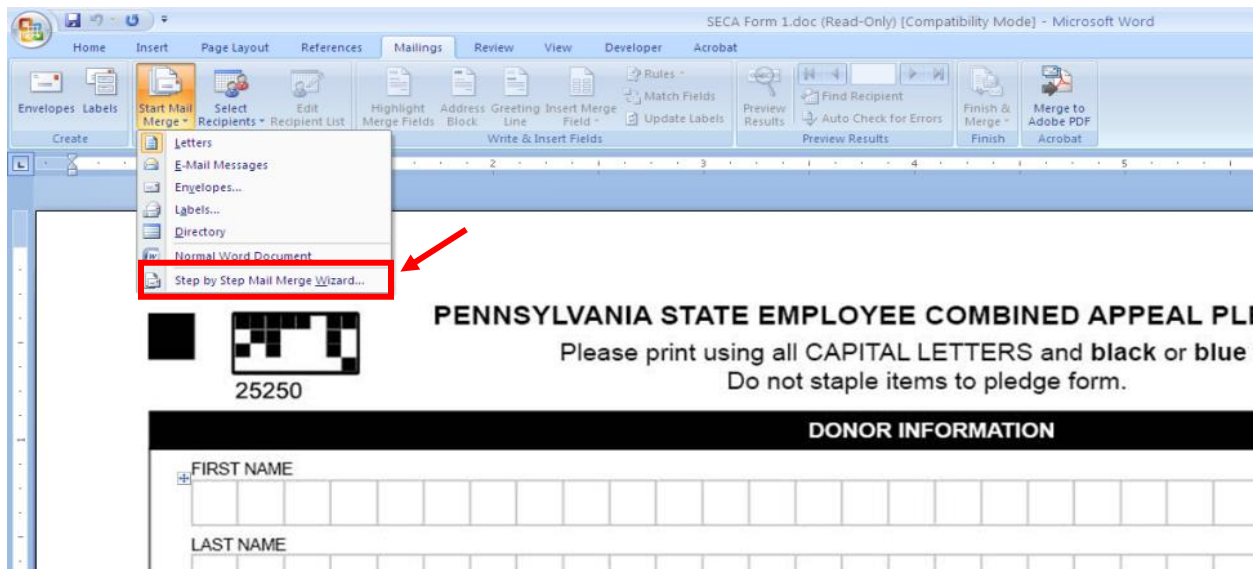 SECA Form 1.doc (Read-Only) [Compatibility Mode] - Microsoft Word
Home Insert Page Layout References Mailings Review View Developer Acrobat
Envelopes Labels
Start Mail Merge
Select Recipients
Edit Recipient List
Highlight Merge Fields
Address Block
Greeting Line
Insert Merge Field
Rules
Match Fields
Update Labels
Preview Results
Find Recipient
Auto Check for Errors
Finish & Merge
Merge to Adobe PDF
Create
Write & Insert Fields
Preview Results
Finish
Acrobat
Letters
E-Mail Messages
Envelopes...
Labels...
Directory
Normal Word Document
Step by Step Mail Merge Wizard...
2 3 4 5
1
25250
PENNSYLVANIA STATE EMPLOYEE COMBINED APPEAL
Please print using all CAPITAL LETTERS and black or blue
Do not staple items to pledge form.
DONOR INFORMATION
FIRST NAME
LAST NAME